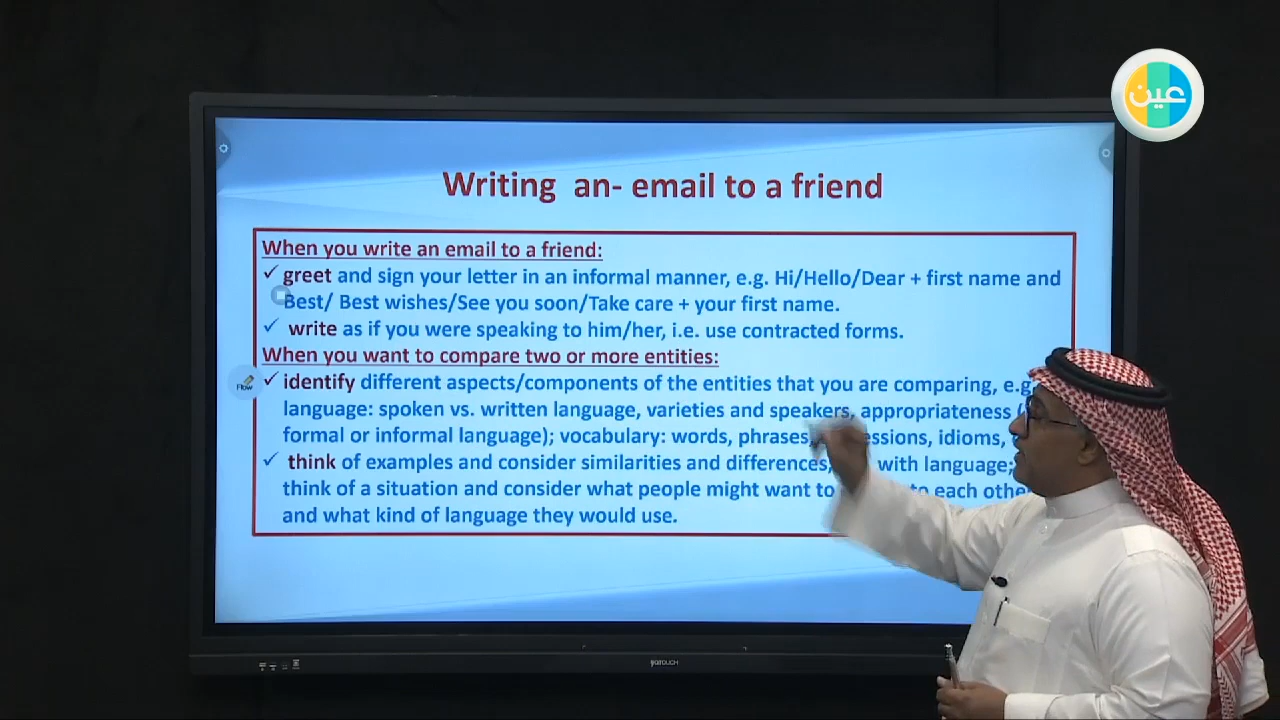 عين
Writing an- email to a friend
When you write an email to a friend:
✓ greet and sign your letter in an informal manner, e.g. Hi/Hello/Dear + first name and
Best/ Best wishes/See you soon/Take care + your first name.
✓ write as if you were speaking to him/her, i.e. use contracted forms.
When you want to compare two or more entities:
✓ identify different aspects/components of the entities that you are comparing, e.g.
Flow
language: spoken vs. written language, varieties and speakers, appropriateness
formal or informal language); vocabulary: words, phrases, idioms,
✓ think of examples and consider similarities and differences, with language;
think of a situation and consider what people might want to to each other
and what kind of language they would use.